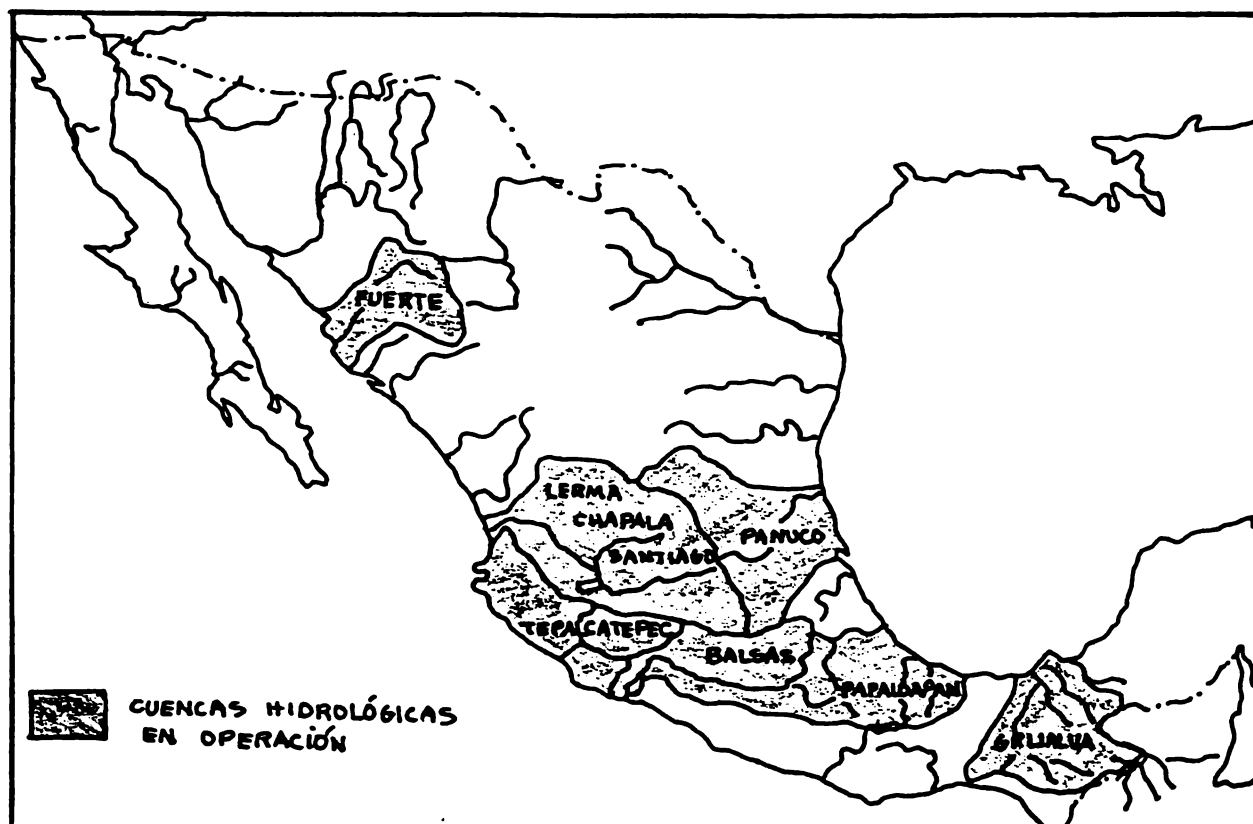 FUERTE
LERMA
CHAPALA
SANTIAGO
PANUCO
TEPALCATEPEC
BALSAS
PAPALOAPAN
GRIJALVA
CUENCAS HIDROLÓGICAS
EN OPERACIÓN